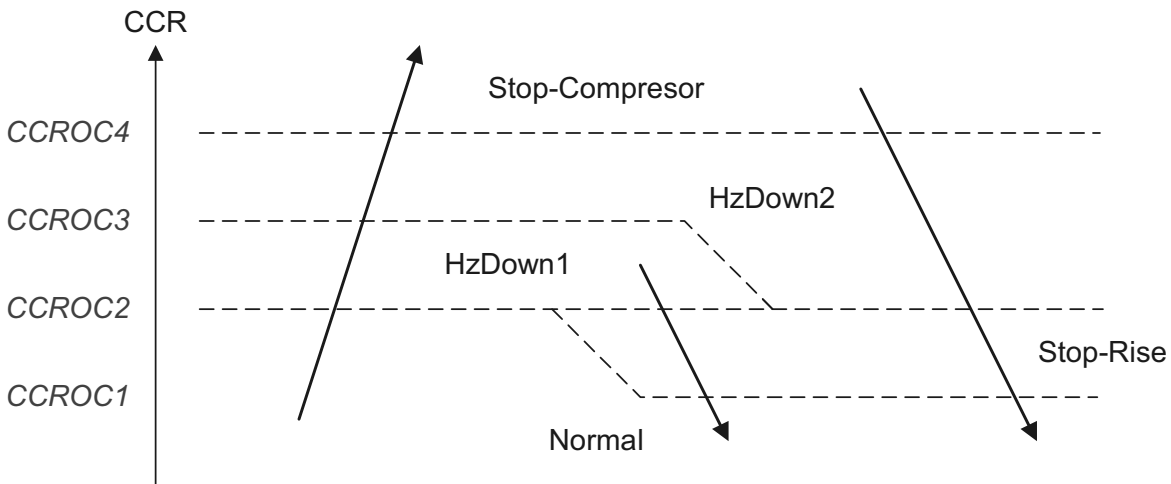 CCR
Stop-Compresor
CCROC4
HzDown2
CCROC3
HzDown1
CCROC2
Stop-Rise
CCROC1
Normal